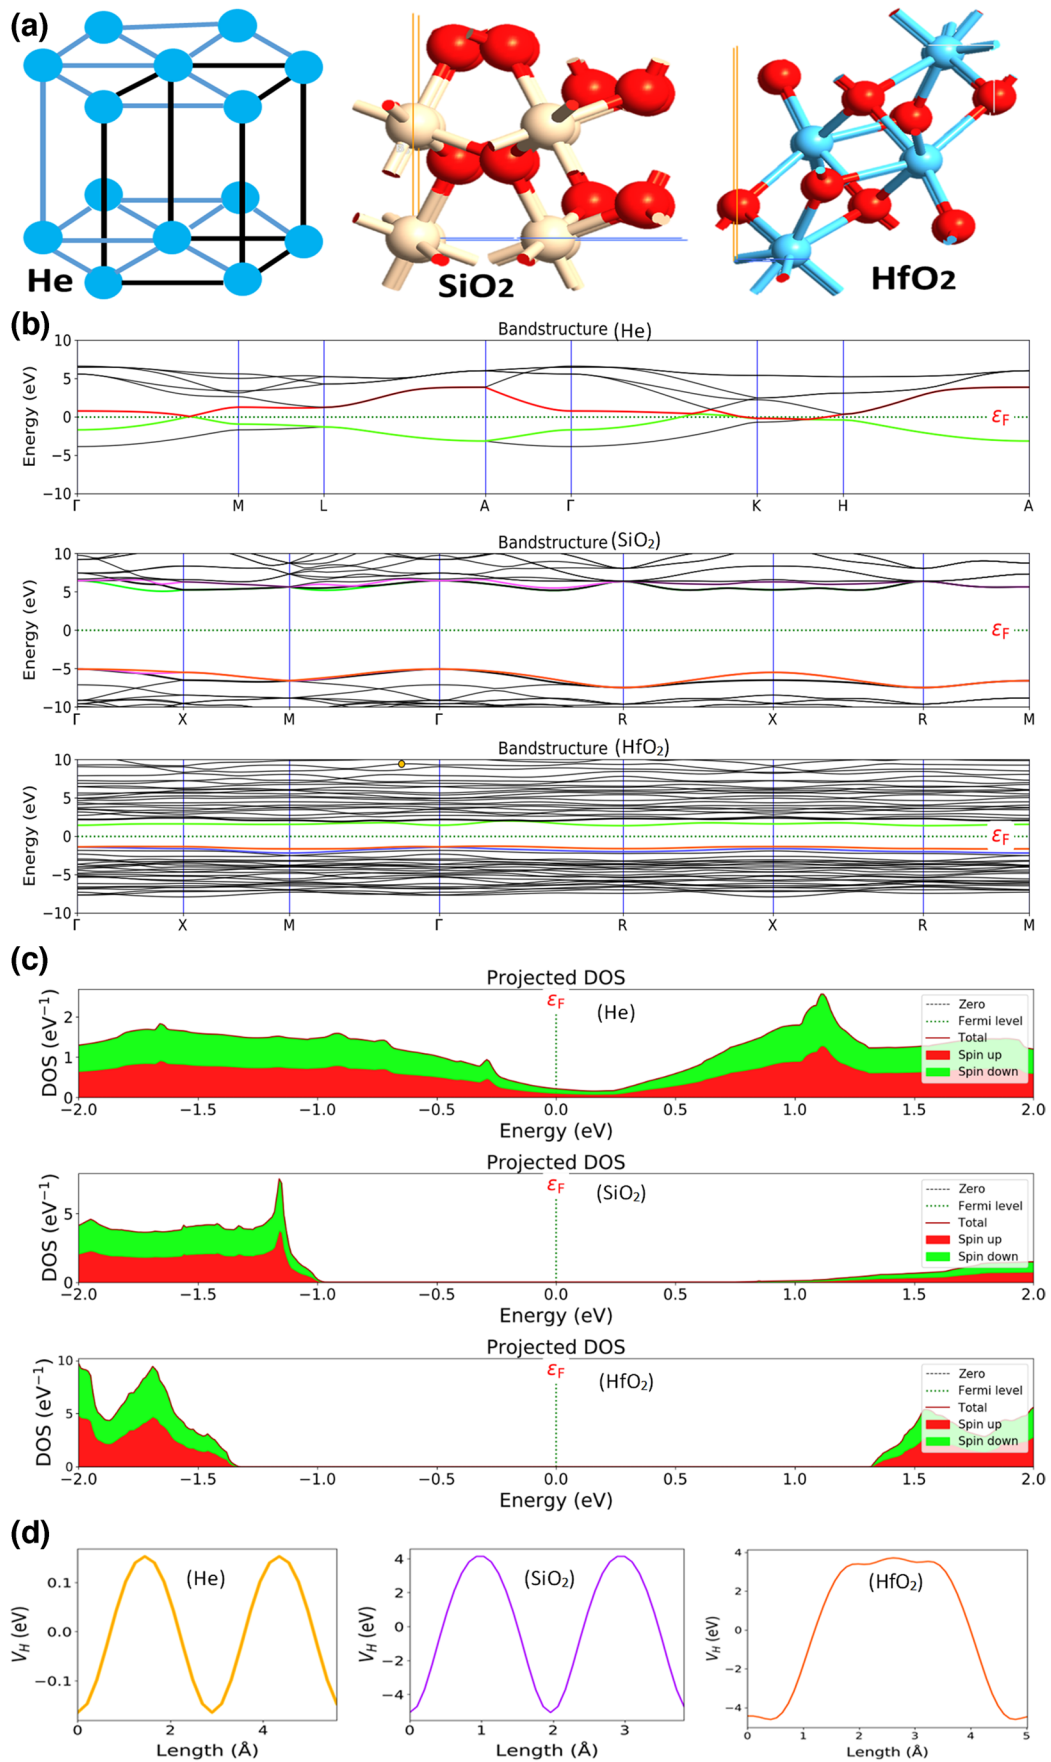 (a)
He
SiO2
HfO2
(b)
Bandstructure (He)
Energy (eV)
10
5
0
−5
−10
εF
Γ M L A Γ K H A
Bandstructure (SiO₂)
Energy (eV)
10
5
0
−5
−10
εF
Γ X M Γ R X R M
Bandstructure (HfO₂)
Energy (eV)
10
5
0
−5
−10
εF
Γ X M Γ R X R M
(c)
Projected DOS
εF
(He)
DOS (eV⁻¹)
2
1
0
Zero
Fermi level
Total
Spin up
Spin down
−2.0 −1.5 −1.0 −0.5 0.0 0.5 1.0 1.5 2.0
Energy (eV)
Projected DOS
εF
(SiO₂)
DOS (eV⁻¹)
5
0
Zero
Fermi level
Total
Spin up
Spin down
−2.0 −1.5 −1.0 −0.5 0.0 0.5 1.0 1.5 2.0
Energy (eV)
Projected DOS
εF
(HfO₂)
DOS (eV⁻¹)
10
5
0
Zero
Fermi level
Total
Spin up
Spin down
−2.0 −1.5 −1.0 −0.5 0.0 0.5 1.0 1.5 2.0
Energy (eV)
(d)
(He)
V_H (eV)
0.1
0.0
−0.1
0 2 4
Length (Å)
(SiO₂)
V_H (eV)
4
2
0
−2
−4
0 1 2 3
Length (Å)
(HfO₂)
V_H (eV)
4
2
0
−2
−4
0 1 2 3 4 5
Length (Å)